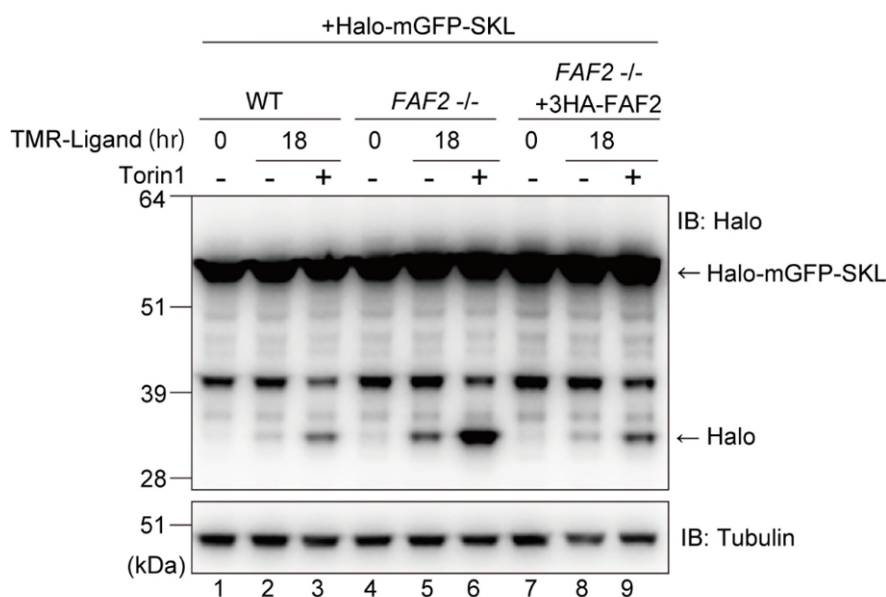 +Halo-mGFP-SKL
WT FAF2 -/- FAF2 -/- +3HA-FAF2
TMR-Ligand (hr) 0 18 0 18 0 18
Torin1 - - + - - + - - +
64
IB: Halo
← Halo-mGFP-SKL
51
39
← Halo
28
51
IB: Tubulin
(kDa)
1 2 3 4 5 6 7 8 9